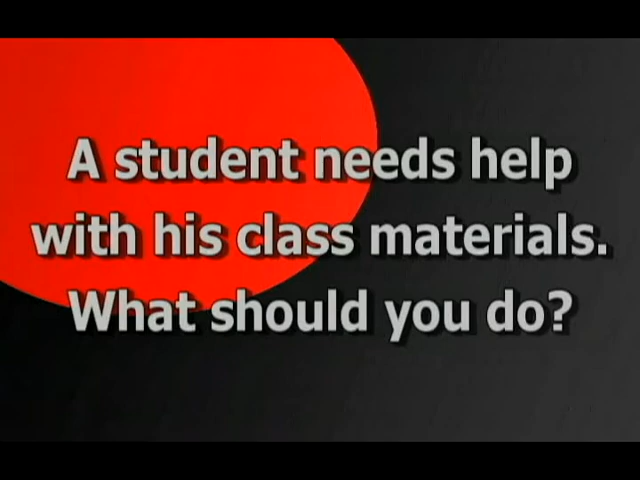 A student needs help
with his class materials.
What should you do?